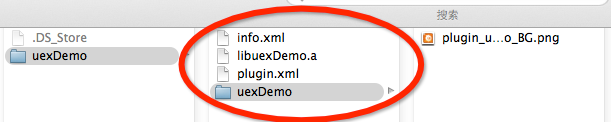 搜索
.DS_Store
uexDemo
info.xml
libuexDemo.a
plugin.xml
uexDemo
plugin_u...o_BG.png